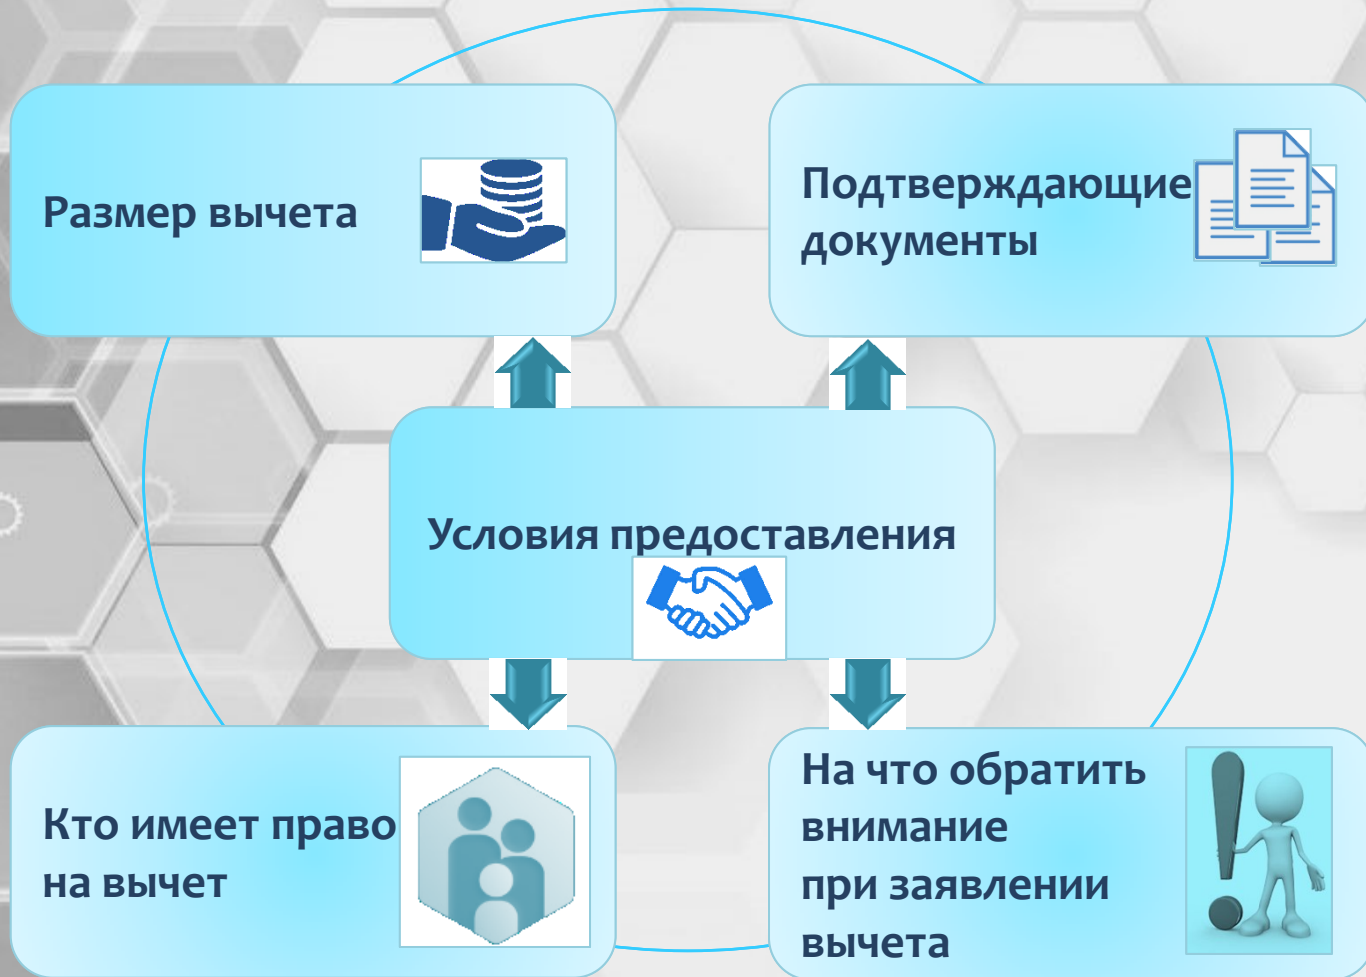 Размер вычета
Подтверждающие
документы
Условия предоставления
Кто имеет право
на вычет
На что обратить
внимание
при заявлении
вычета